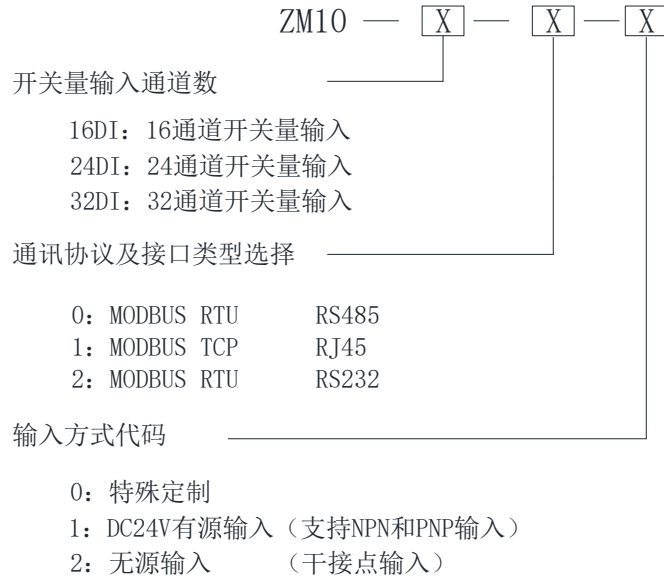 ZM10 — X — X — X
开关量输入通道数
16DI：16通道开关量输入
24DI：24通道开关量输入
32DI：32通道开关量输入
通讯协议及接口类型选择
0：MODBUS RTU RS485
1：MODBUS TCP RJ45
2：MODBUS RTU RS232
输入方式代码
0：特殊定制
1：DC24V有源输入（支持NPN和PNP输入）
2：无源输入 （干接点输入）